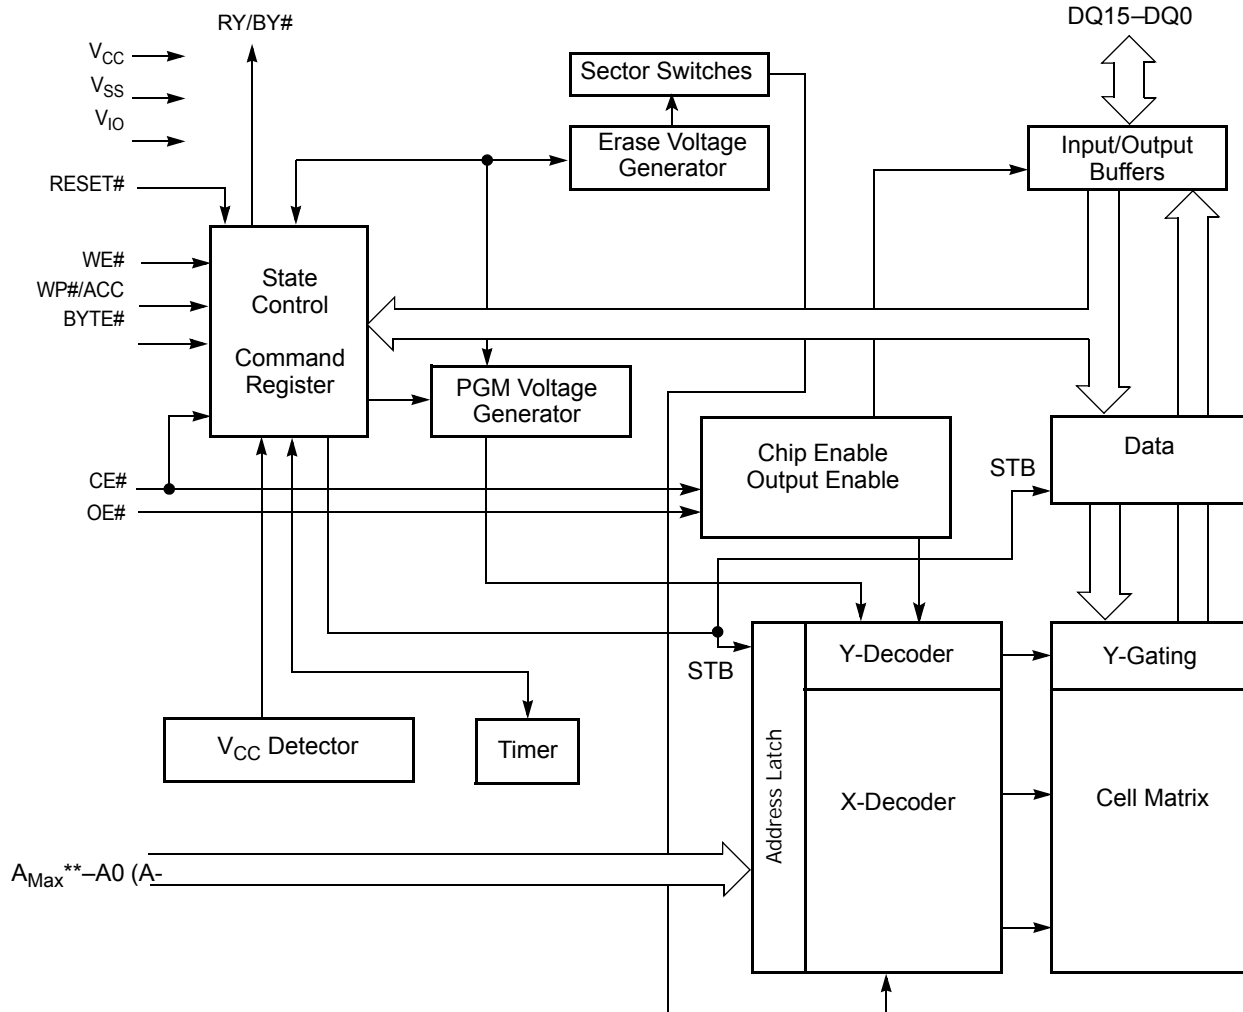 RY/BY#
DQ15–DQ0
VCC
VSS
VIO
RESET#
WE#
WP#/ACC
BYTE#
CE#
OE#
Sector Switches
Erase Voltage
Generator
Input/Output
Buffers
State
Control
Command
Register
PGM Voltage
Generator
Chip Enable
Output Enable
STB
Data
STB
Y-Decoder
Y-Gating
VCC Detector
Timer
Address Latch
X-Decoder
Cell Matrix
AMax**–A0 (A-